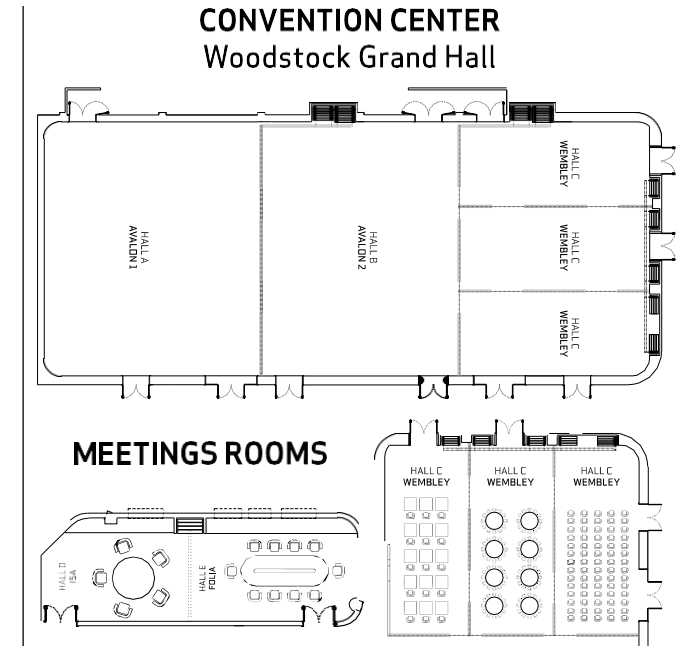 CONVENTION CENTER
Woodstock Grand Hall
HALL A
AVALON 1
HALL B
AVALON 2
HALL C
WEMBLEY
HALL C
WEMBLEY
HALL C
WEMBLEY
MEETINGS ROOMS
HALL D
ISA
HALL E
FOLIA
HALL C
WEMBLEY
HALL C
WEMBLEY
HALL C
WEMBLEY